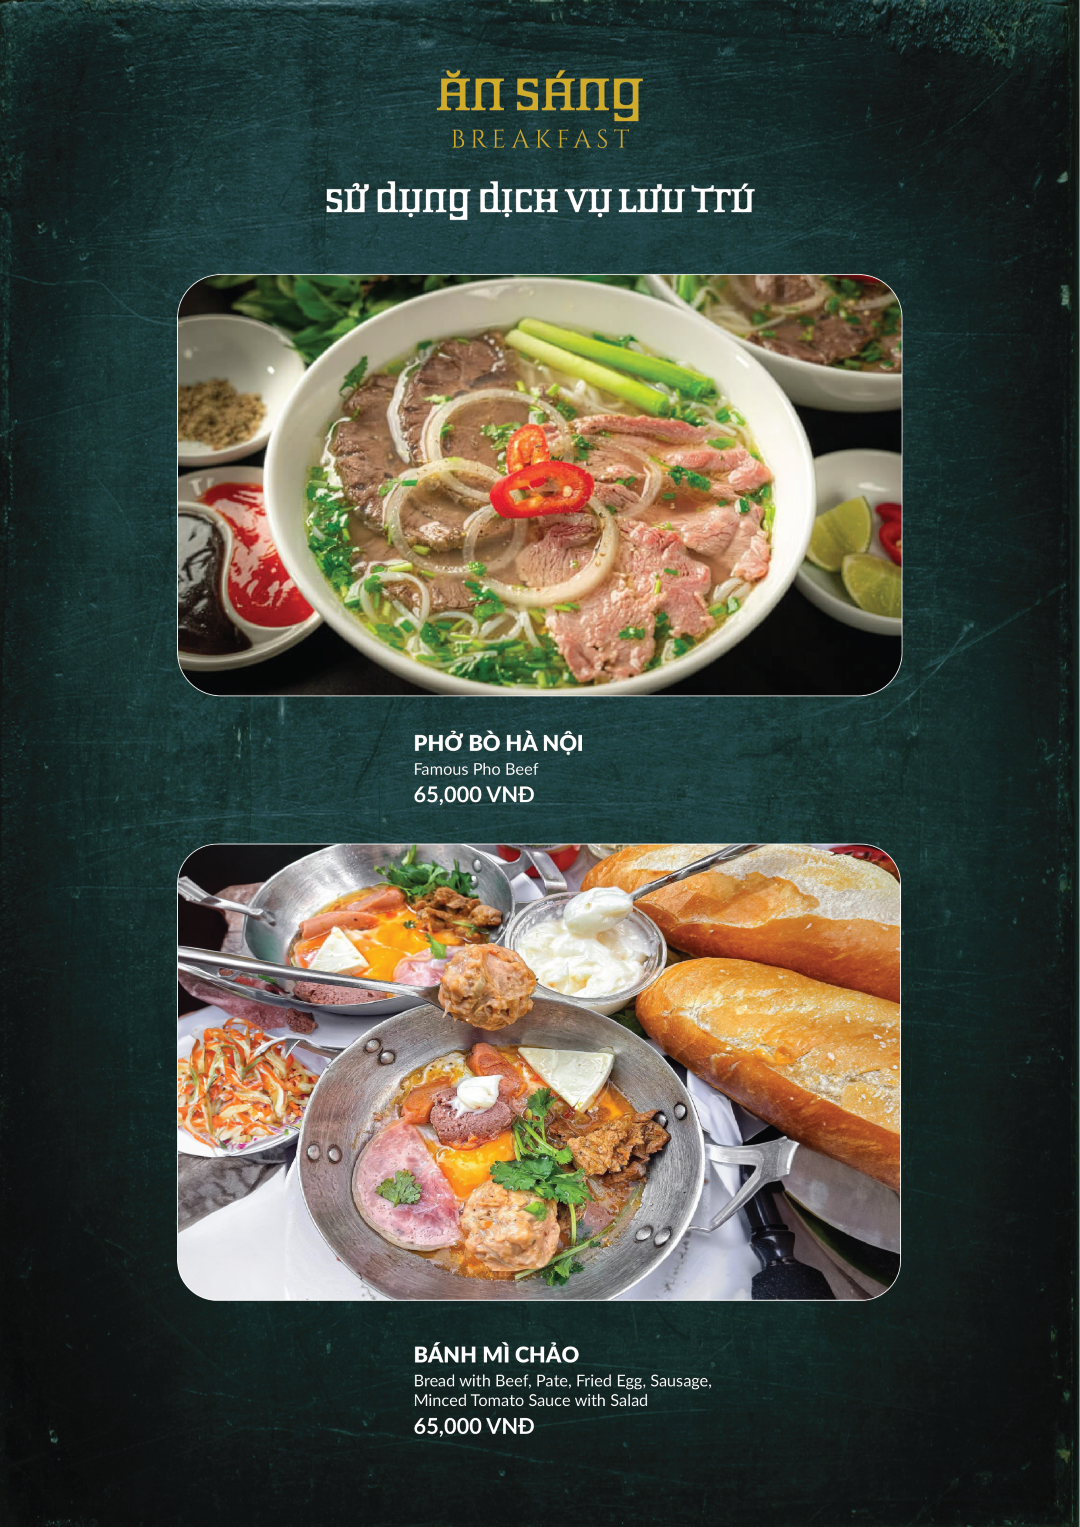 ĂN SÁNG
BREAKFAST
SỬ DỤNG DỊCH VỤ LƯU TRÚ
PHỞ BÒ HÀ NỘI
Famous Pho Beef
65,000 VNĐ
BÁNH MÌ CHẢO
Bread with Beef, Pate, Fried Egg, Sausage,
Minced Tomato Sauce with Salad
65,000 VNĐ